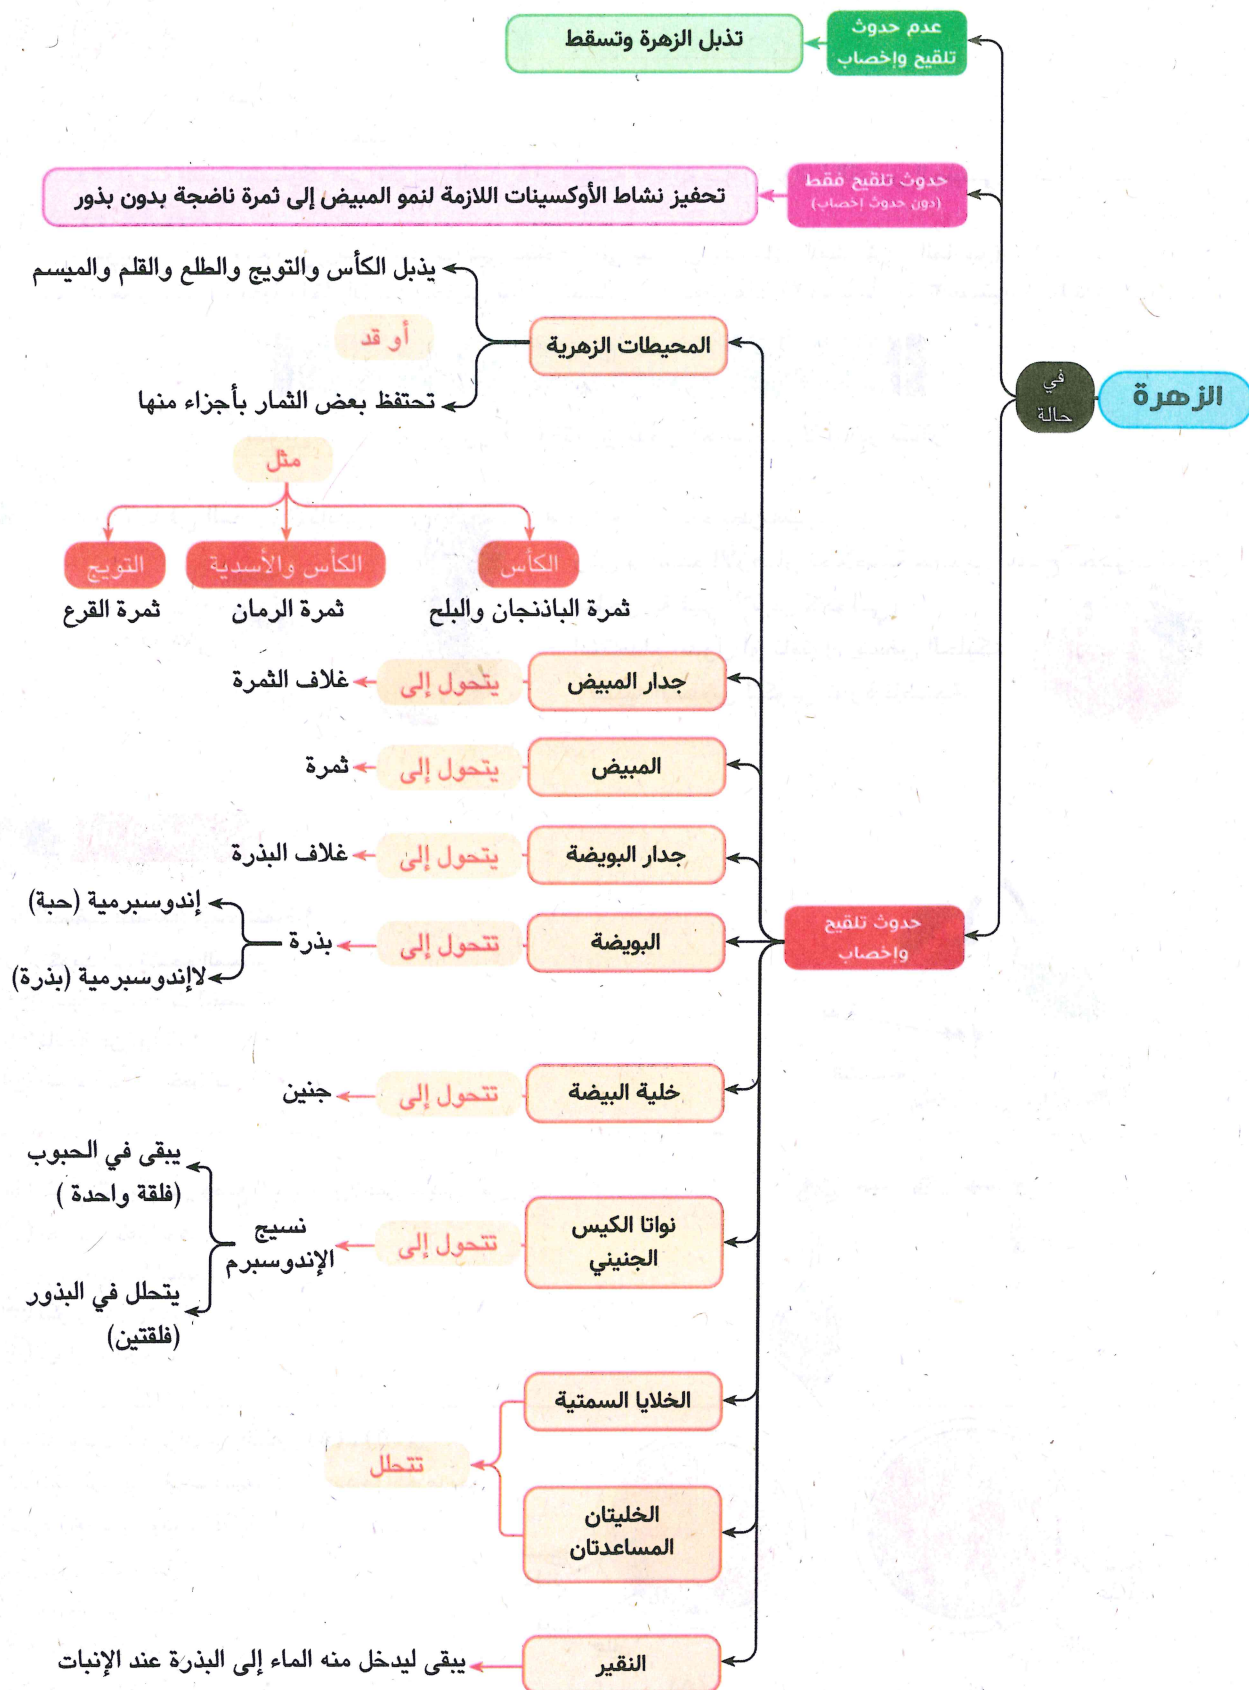 الزهرة
في
حالة
عدم حدوث
تلقيح وإخصاب
تذبل الزهرة وتسقط
حدوث تلقيح فقط
(دون حدوث إخصاب)
تحفيز نشاط الأوكسينات اللازمة لنمو المبيض إلى ثمرة ناضجة بدون بذور
حدوث تلقيح
وإخصاب
المحيطات الزهرية
يذبل الكأس والتويج والطلع والقلم والميسم
أو قد
تحتفظ بعض الثمار بأجزاء منها
مثل
الكأس
ثمرة الباذنجان والبلح
الكأس والأسدية
ثمرة الرمان
التويج
ثمرة القرع
جدار المبيض
يتحول إلى
غلاف الثمرة
المبيض
يتحول إلى
ثمرة
جدار البويضة
يتحول إلى
غلاف البذرة
البويضة
تتحول إلى
بذرة
إندوسبرمية (حبة)
لاإندوسبرمية (بذرة)
خلية البيضة
تتحول إلى
جنين
نواتا الكيس
الجنيني
تتحول إلى
نسيج
الإندوسبرم
يبقى في الحبوب
(فلقة واحدة )
يتحلل في البذور
(فلقتين)
الخلايا السمتية
الخليتان
المساعدتان
تتحلل
النقير
يبقى ليدخل منه الماء إلى البذرة عند الإنبات